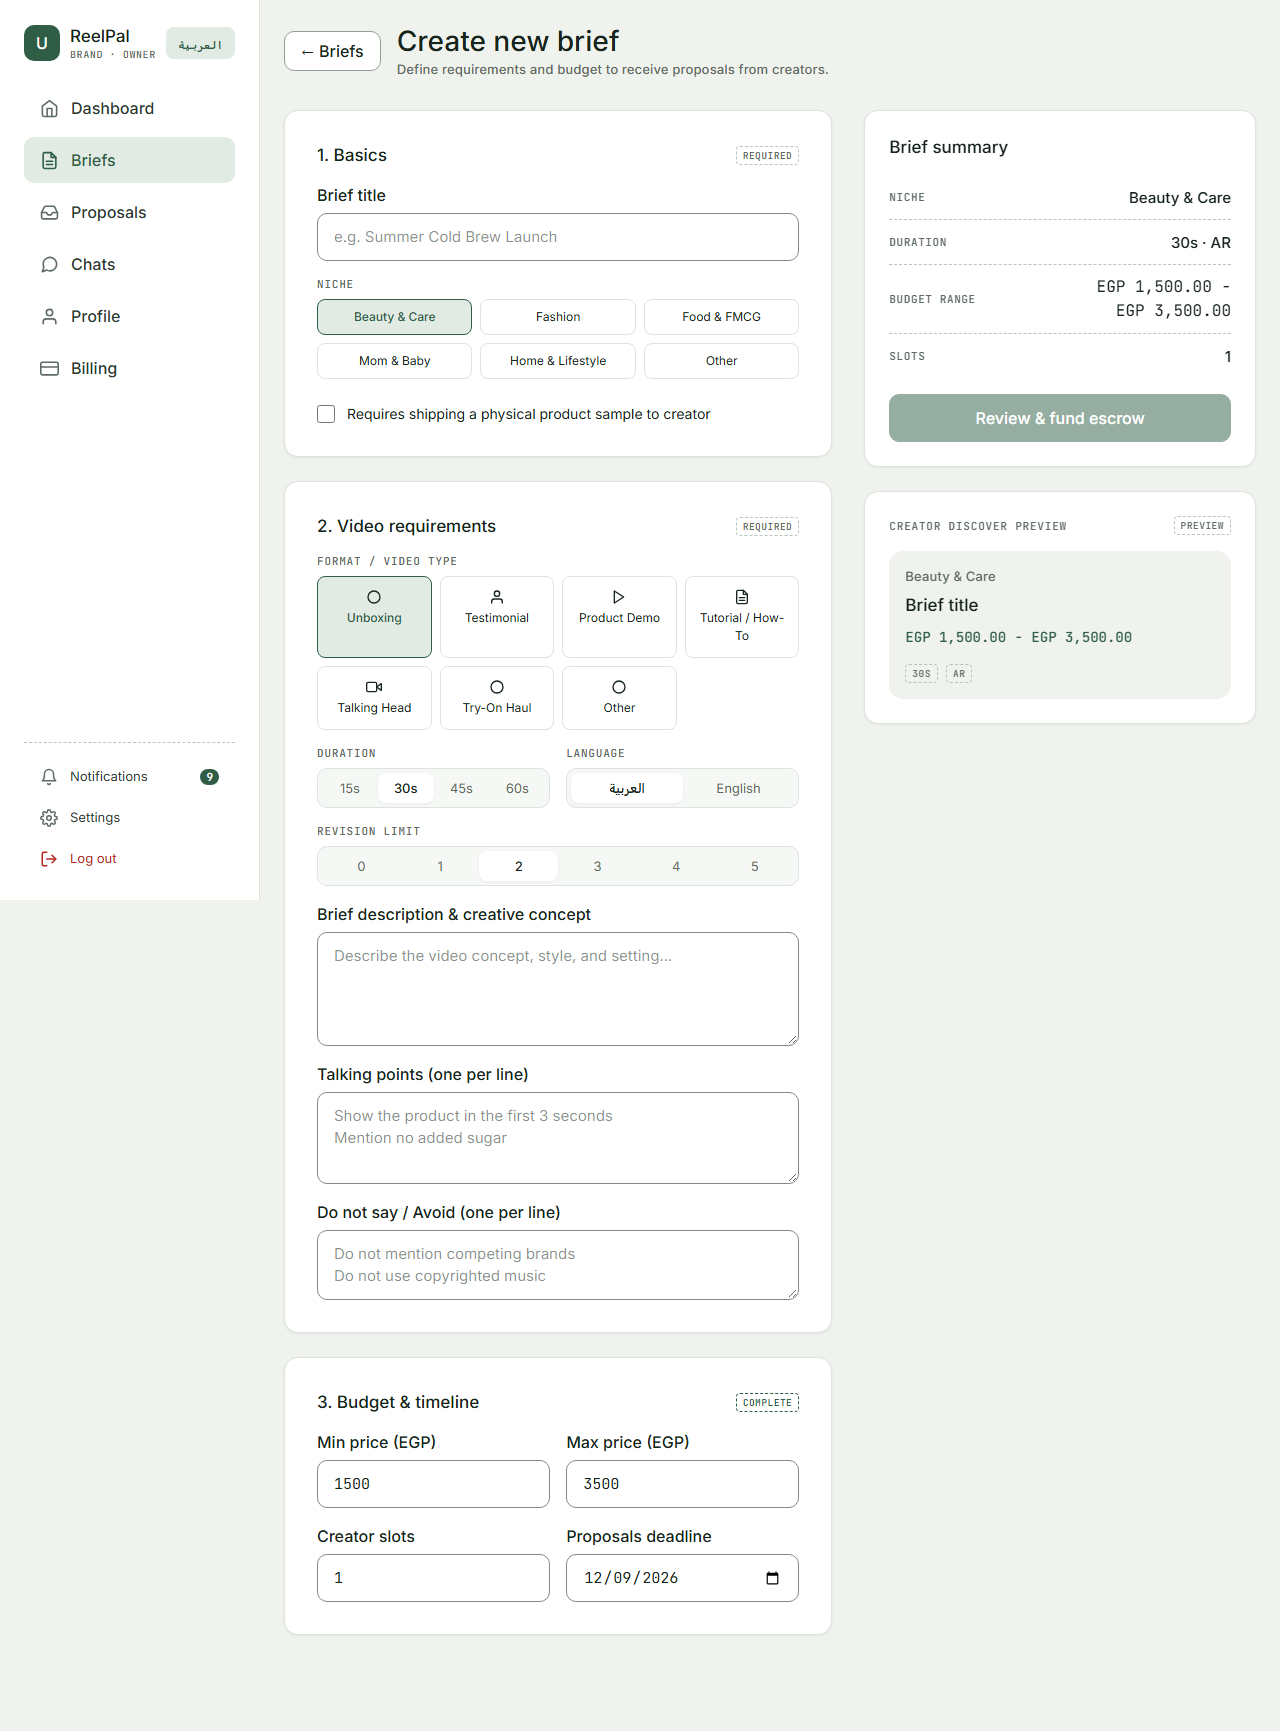 U
ReelPal
BRAND · OWNER
العربية
Dashboard
Briefs
Proposals
Chats
Profile
Billing
Notifications
9
Settings
Log out
← Briefs
Create new brief
Define requirements and budget to receive proposals from creators.
1. Basics
REQUIRED
Brief title
e.g. Summer Cold Brew Launch
NICHE
Beauty & Care
Fashion
Food & FMCG
Mom & Baby
Home & Lifestyle
Other
Requires shipping a physical product sample to creator
2. Video requirements
REQUIRED
FORMAT / VIDEO TYPE
Unboxing
Testimonial
Product Demo
Tutorial / How-
To
Talking Head
Try-On Haul
Other
DURATION
15s
30s
45s
60s
LANGUAGE
العربية
English
REVISION LIMIT
0
1
2
3
4
5
Brief description & creative concept
Describe the video concept, style, and setting...
Talking points (one per line)
Show the product in the first 3 seconds
Mention no added sugar
Do not say / Avoid (one per line)
Do not mention competing brands
Do not use copyrighted music
3. Budget & timeline
COMPLETE
Min price (EGP)
1500
Max price (EGP)
3500
Creator slots
1
Proposals deadline
12/09/2026
Brief summary
NICHE
Beauty & Care
DURATION
30s · AR
BUDGET RANGE
EGP 1,500.00 -
EGP 3,500.00
SLOTS
1
Review & fund escrow
CREATOR DISCOVER PREVIEW
PREVIEW
Beauty & Care
Brief title
EGP 1,500.00 - EGP 3,500.00
30S
AR